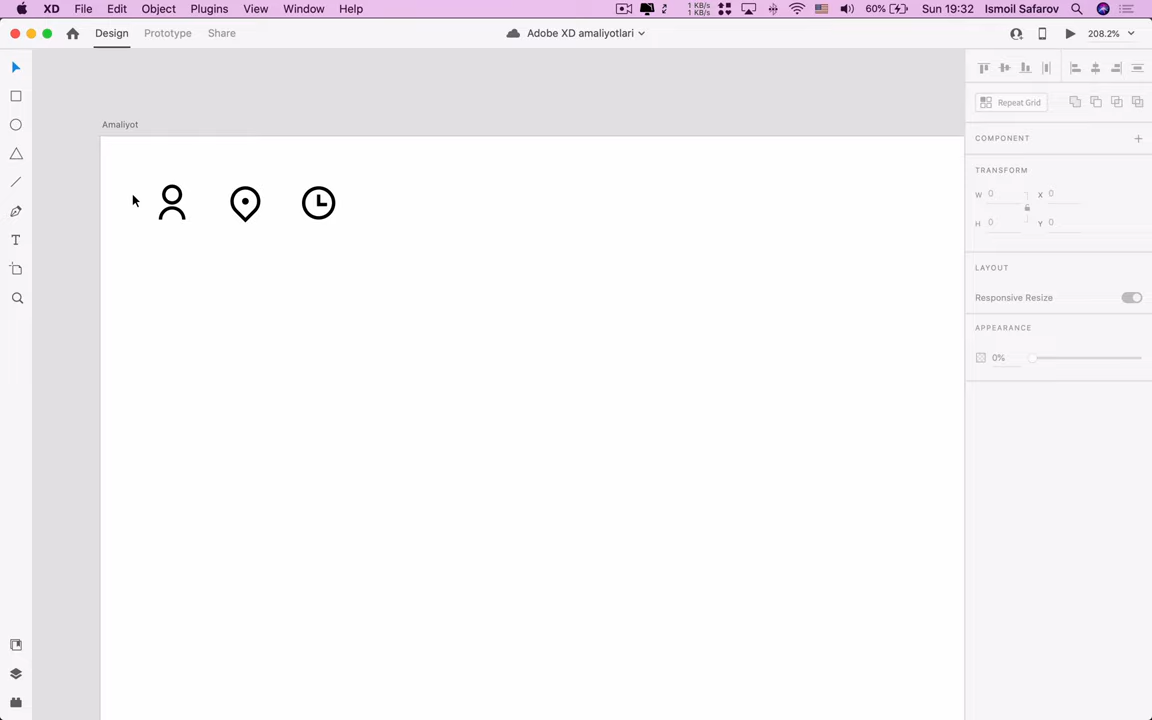 XD File Edit Object Plugins View Window Help 1 KB/s 1 KB/s 60% Sun 19:32 Ismoil Safarov
Design Prototype Share Adobe XD amaliyotlari 208.2%
Repeat Grid
Amaliyot
COMPONENT
TRANSFORM
W 0 X 0
H 0 Y 0
LAYOUT
Responsive Resize
APPEARANCE
0%
T